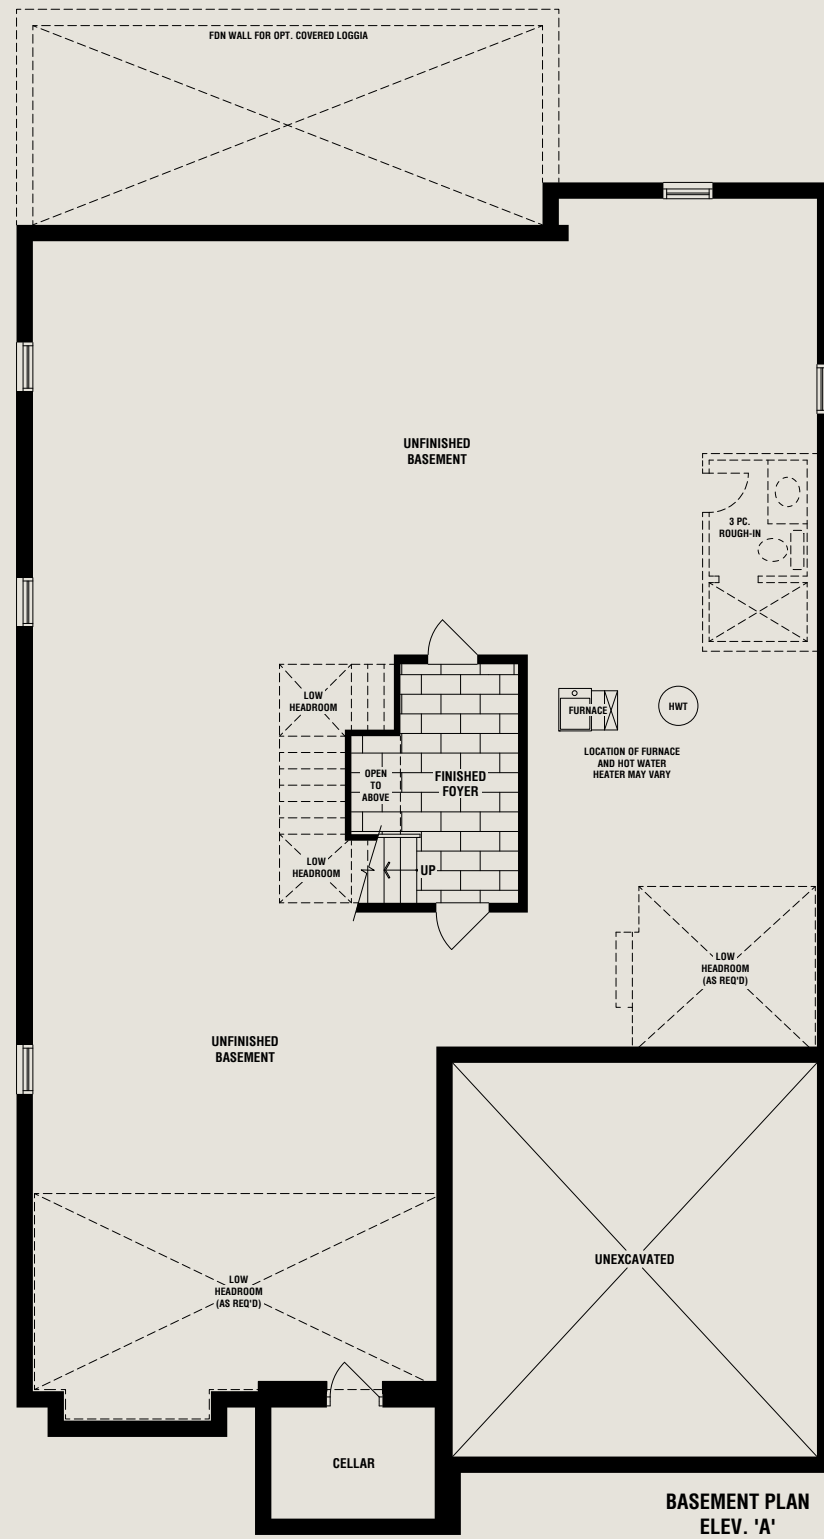 FDN WALL FOR OPT. COVERED LOGGIA
UNFINISHED
BASEMENT
3 PC.
ROUGH-IN
LOW
HEADROOM
FURNACE
HWT
LOCATION OF FURNACE
AND HOT WATER
HEATER MAY VARY
OPEN
TO
ABOVE
FINISHED
FOYER
LOW
HEADROOM
UP
LOW
HEADROOM
(AS REQ'D)
UNFINISHED
BASEMENT
UNEXCAVATED
LOW
HEADROOM
(AS REQ'D)
CELLAR
BASEMENT PLAN
ELEV. 'A'